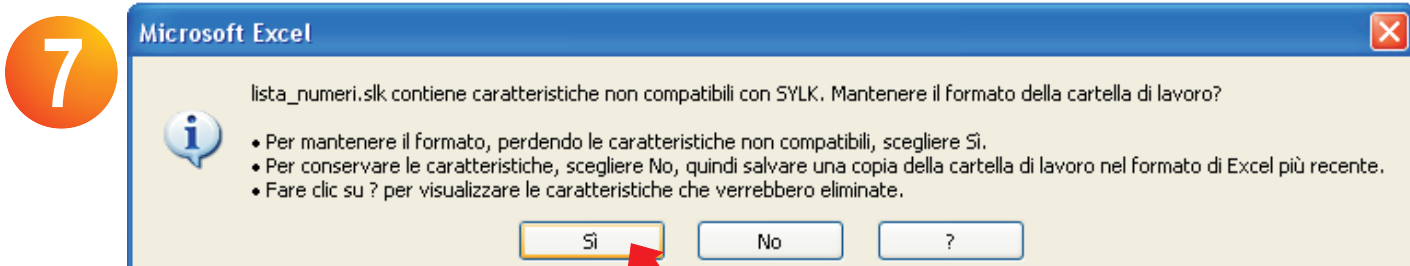 7
Microsoft Excel
lista_numeri.slk contiene caratteristiche non compatibili con SYLK. Mantenere il formato della cartella di lavoro?
• Per mantenere il formato, perdendo le caratteristiche non compatibili, scegliere Sì.
• Per conservare le caratteristiche, scegliere No, quindi salvare una copia della cartella di lavoro nel formato di Excel più recente.
• Fare clic su ? per visualizzare le caratteristiche che verrebbero eliminate.
Sì No ?